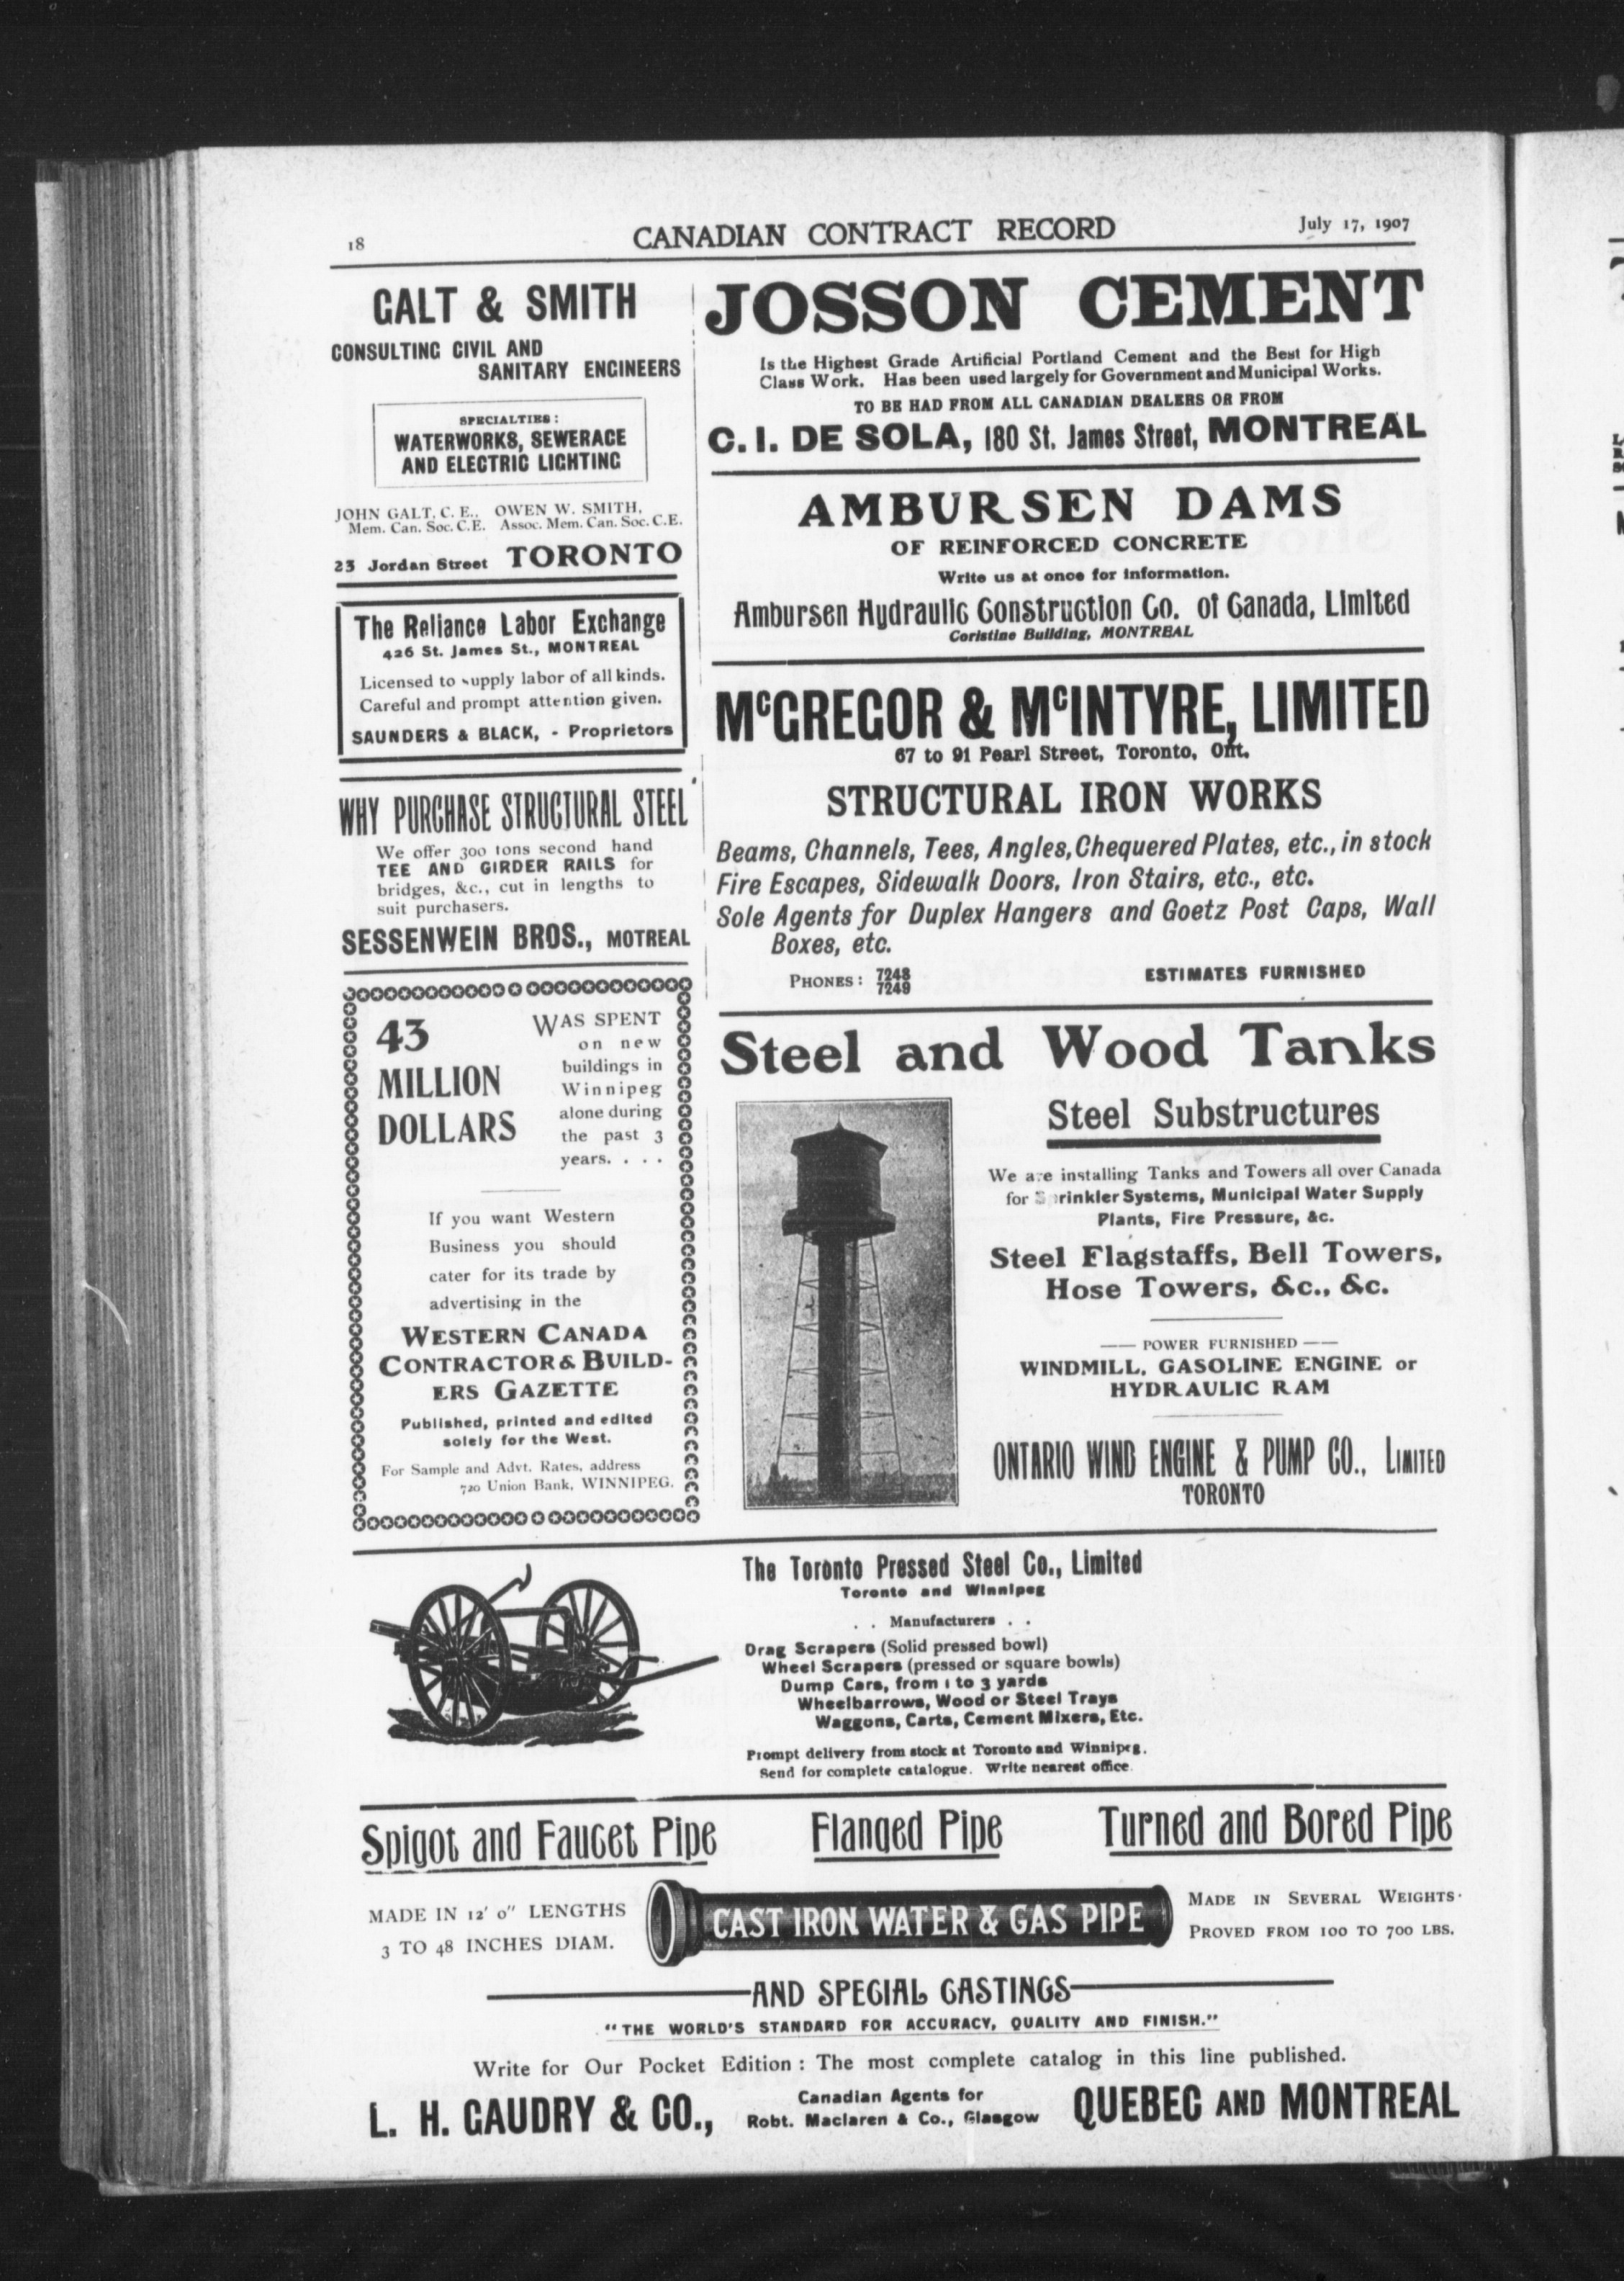 18
CANADIAN CONTRACT RECORD
July 17, 1907
GALT & SMITH
CONSULTING CIVIL AND
SANITARY ENGINEERS
SPECIALTIES:
WATERWORKS, SEWERAGE
AND ELECTRIC LIGHTING
JOHN GALT, C. E., OWEN W. SMITH,
Mem. Can. Soc. C.E. Assoc. Mem. Can. Soc. C.E.
23 Jordan Street TORONTO
The Reliance Labor Exchange
426 St. James St., MONTREAL
Licensed to supply labor of all kinds.
Careful and prompt attention given.
SAUNDERS & BLACK, - Proprietors
WHY PURCHASE STRUCTURAL STEEL
We offer 300 tons second hand
TEE AND GIRDER RAILS for
bridges, &c., cut in lengths to
suit purchasers.
SESSENWEIN BROS., MOTREAL
43
MILLION
DOLLARS
WAS SPENT
on new
buildings in
Winnipeg
alone during
the past 3
years. . . .
If you want Western
Business you should
cater for its trade by
advertising in the
WESTERN CANADA
CONTRACTOR & BUILD-
ERS GAZETTE
Published, printed and edited
solely for the West.
For Sample and Advt. Rates, address
720 Union Bank, WINNIPEG.
JOSSON CEMENT
Is the Highest Grade Artificial Portland Cement and the Best for High
Class Work. Has been used largely for Government and Municipal Works.
TO BE HAD FROM ALL CANADIAN DEALERS OR FROM
C. I. DE SOLA, 180 St. James Street, MONTREAL
AMBURSEN DAMS
OF REINFORCED CONCRETE
Write us at once for information.
Ambursen Hydraulic Construction Co. of Canada, Limited
Coristine Building, MONTREAL
McGREGOR & McINTYRE, LIMITED
67 to 91 Pearl Street, Toronto, Ont.
STRUCTURAL IRON WORKS
Beams, Channels, Tees, Angles, Chequered Plates, etc., in stock
Fire Escapes, Sidewalk Doors, Iron Stairs, etc., etc.
Sole Agents for Duplex Hangers and Goetz Post Caps, Wall
Boxes, etc.
PHONES: 7248
7249
ESTIMATES FURNISHED
Steel and Wood Tanks
Steel Substructures
We are installing Tanks and Towers all over Canada
for Sprinkler Systems, Municipal Water Supply
Plants, Fire Pressure, &c.
Steel Flagstaffs, Bell Towers,
Hose Towers, &c., &c.
POWER FURNISHED
WINDMILL, GASOLINE ENGINE or
HYDRAULIC RAM
ONTARIO WIND ENGINE & PUMP CO., LIMITED
TORONTO
The Toronto Pressed Steel Co., Limited
Toronto and Winnipeg
. . Manufacturers . .
Drag Scrapers (Solid pressed bowl)
Wheel Scrapers (pressed or square bowls)
Dump Cars, from 1 to 3 yards
Wheelbarrows, Wood or Steel Trays
Waggons, Carts, Cement Mixers, Etc.
Prompt delivery from stock at Toronto and Winnipeg.
Send for complete catalogue. Write nearest office.
Spigot and Faucet Pipe Flanged Pipe Turned and Bored Pipe
MADE IN 12' 0" LENGTHS
3 TO 48 INCHES DIAM.
CAST IRON WATER & GAS PIPE
MADE IN SEVERAL WEIGHTS.
PROVED FROM 100 TO 700 LBS.
AND SPECIAL CASTINGS
"THE WORLD'S STANDARD FOR ACCURACY, QUALITY AND FINISH."
Write for Our Pocket Edition: The most complete catalog in this line published.
L. H. GAUDRY & CO.,
Canadian Agents for
Robt. Maclaren & Co., Glasgow
QUEBEC AND MONTREAL